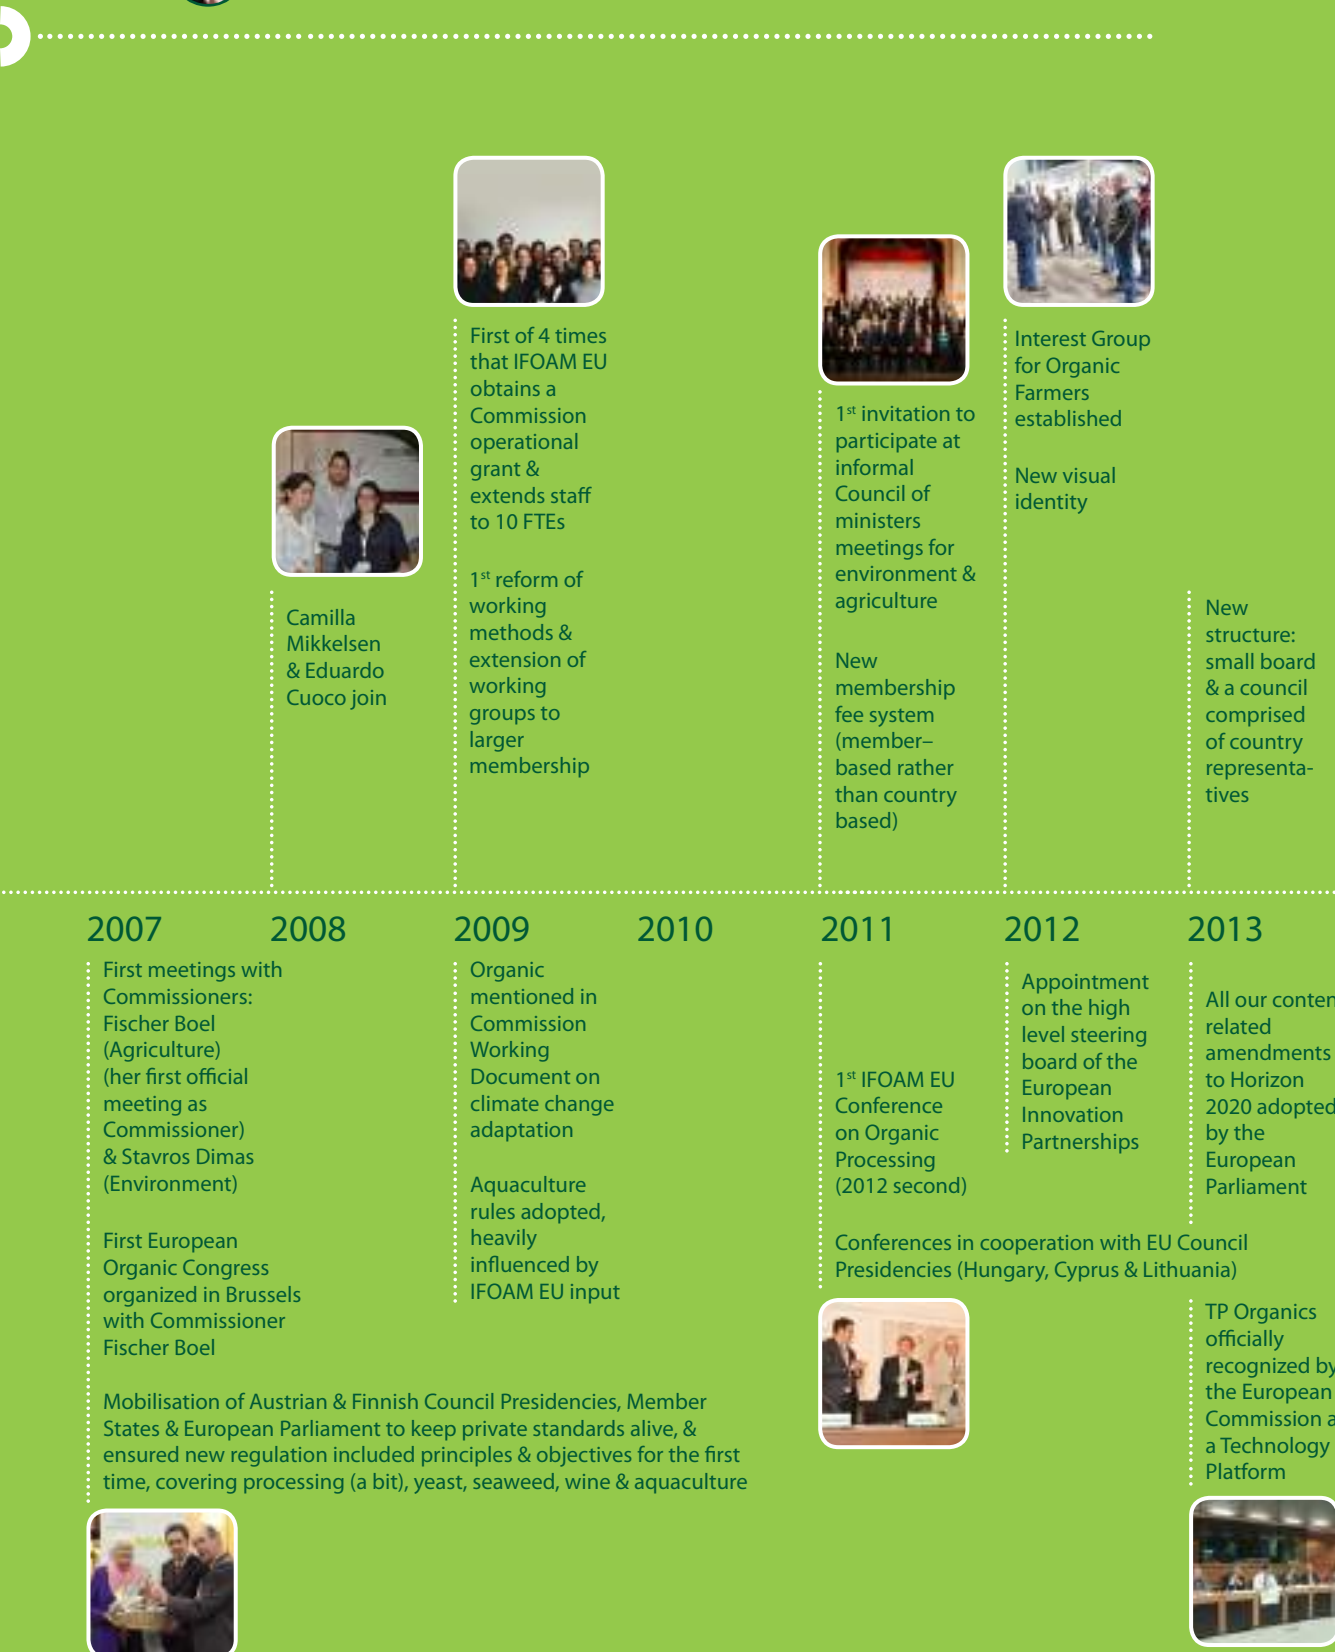 First of 4 times
that IFOAM EU
obtains a
Commission
operational
grant &
extends staff
to 10 FTEs
1st reform of
working
methods &
extension of
working
groups to
larger
membership
Interest Group
for Organic
Farmers
established
New visual
identity
1st invitation to
participate at
informal
Council of
ministers
meetings for
environment &
agriculture
New
membership
fee system
(member–
based rather
than country
based)
Camilla
Mikkelsen
& Eduardo
Cuoco join
New
structure:
small board
& a council
comprised
of country
representa-
tives
2007 2008 2009 2010 2011 2012 2013
First meetings with
Commissioners:
Fischer Boel
(Agriculture)
(her first official
meeting as
Commissioner)
& Stavros Dimas
(Environment)
First European
Organic Congress
organized in Brussels
with Commissioner
Fischer Boel
Mobilisation of Austrian & Finnish Council Presidencies, Member
States & European Parliament to keep private standards alive, &
ensured new regulation included principles & objectives for the first
time, covering processing (a bit), yeast, seaweed, wine & aquaculture
Organic
mentioned in
Commission
Working
Document on
climate change
adaptation
Aquaculture
rules adopted,
heavily
influenced by
IFOAM EU input
1st IFOAM EU
Conference
on Organic
Processing
(2012 second)
Conferences in cooperation with EU Council
Presidencies (Hungary, Cyprus & Lithuania)
Appointment
on the high
level steering
board of the
European
Innovation
Partnerships
All our conten
related
amendments
to Horizon
2020 adopted
by the
European
Parliament
TP Organics
officially
recognized by
the European
Commission a
a Technology
Platform